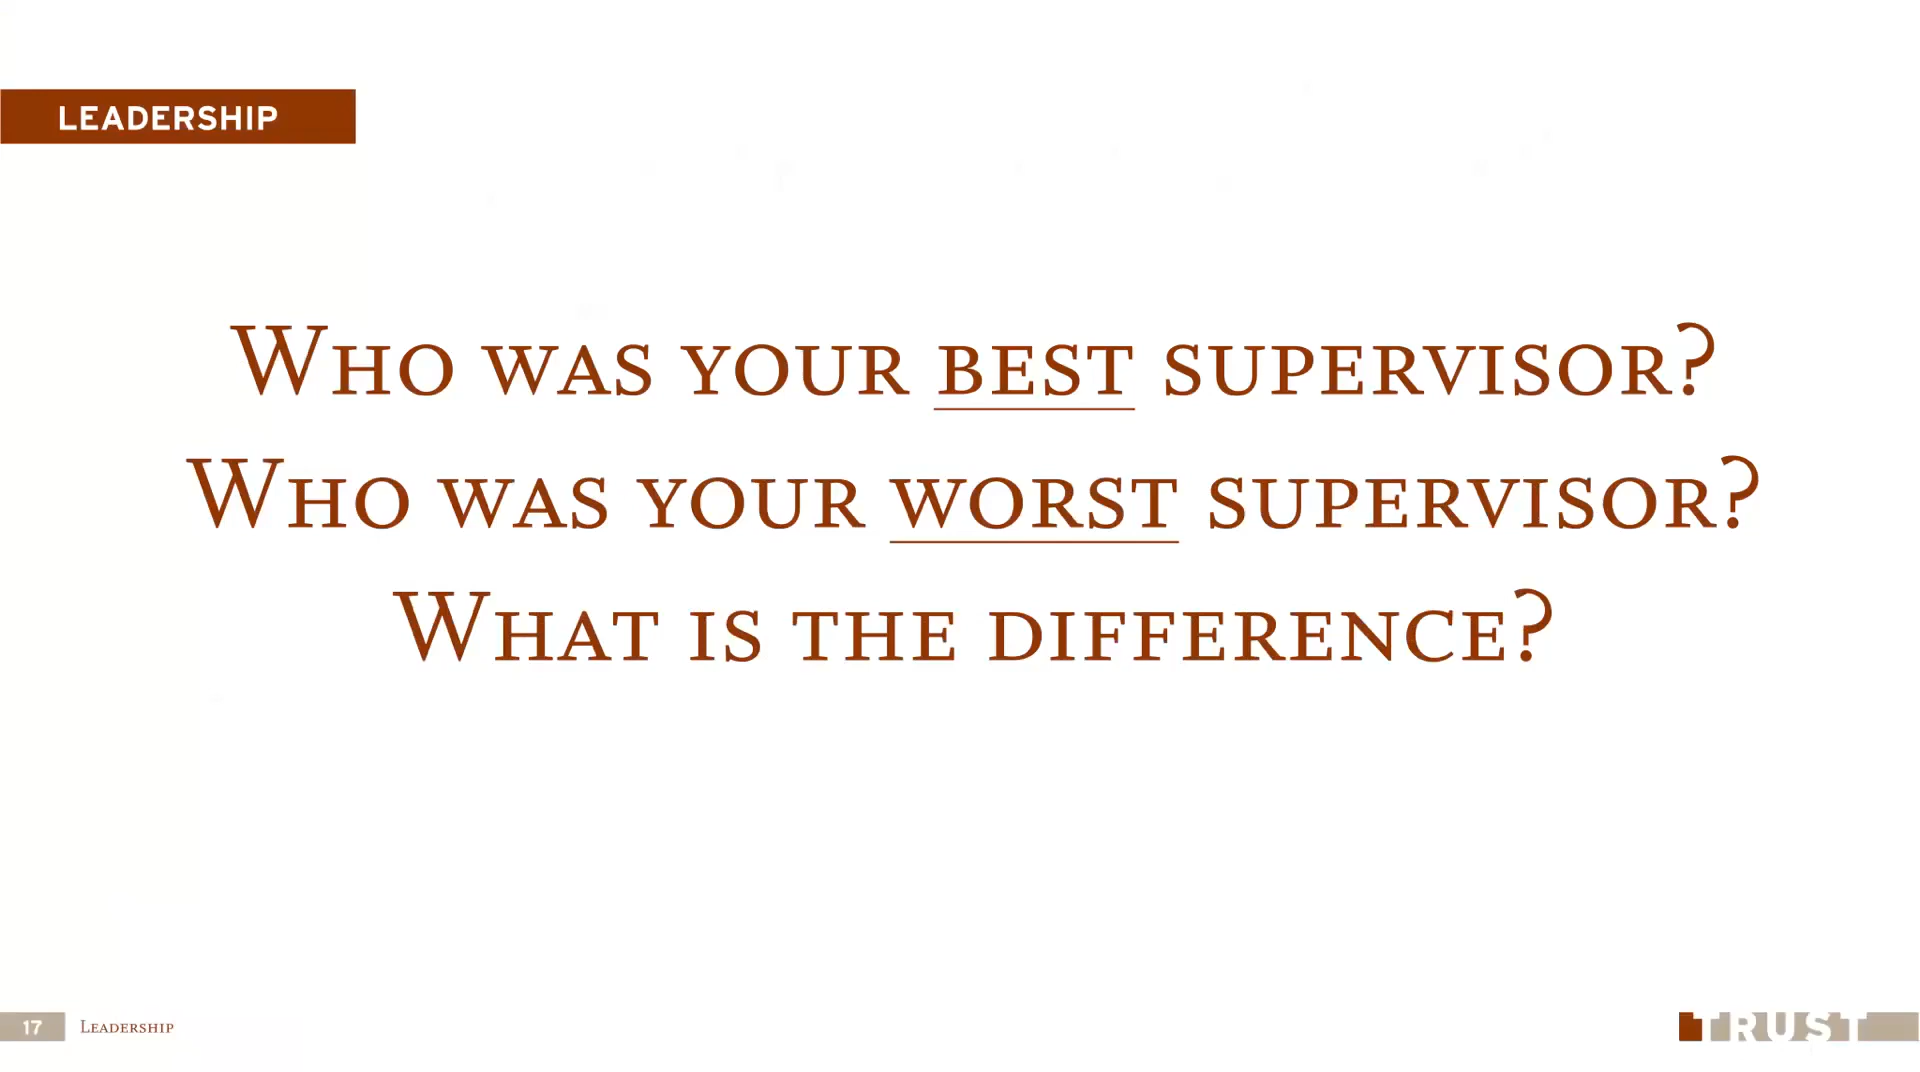 LEADERSHIP
Who was your best supervisor?
Who was your worst supervisor?
What is the difference?
17 Leadership
TRUST